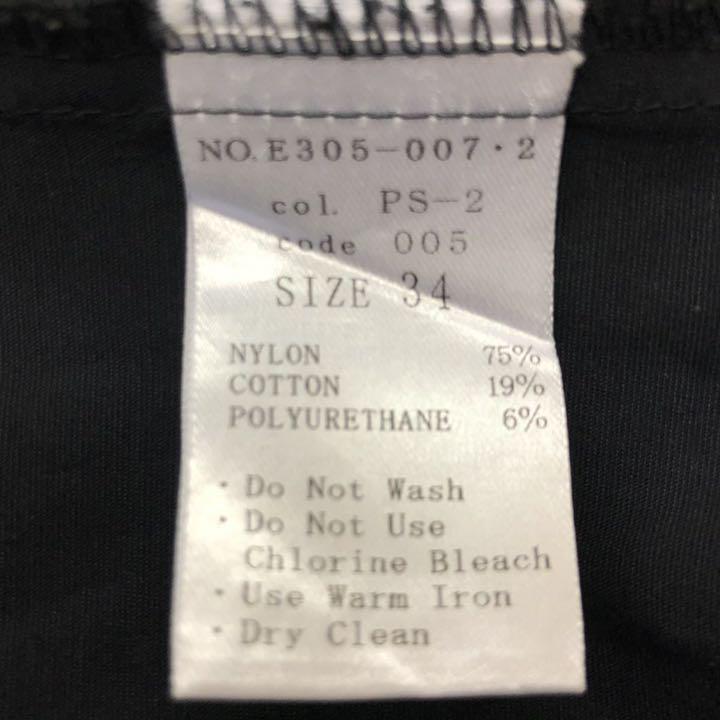 NO. E305-007・2
col. PS-2
code 005
SIZE 34
NYLON 75%
COTTON 19%
POLYURETHANE 6%
・Do Not Wash
・Do Not Use
Chlorine Bleach
・Use Warm Iron
・Dry Clean